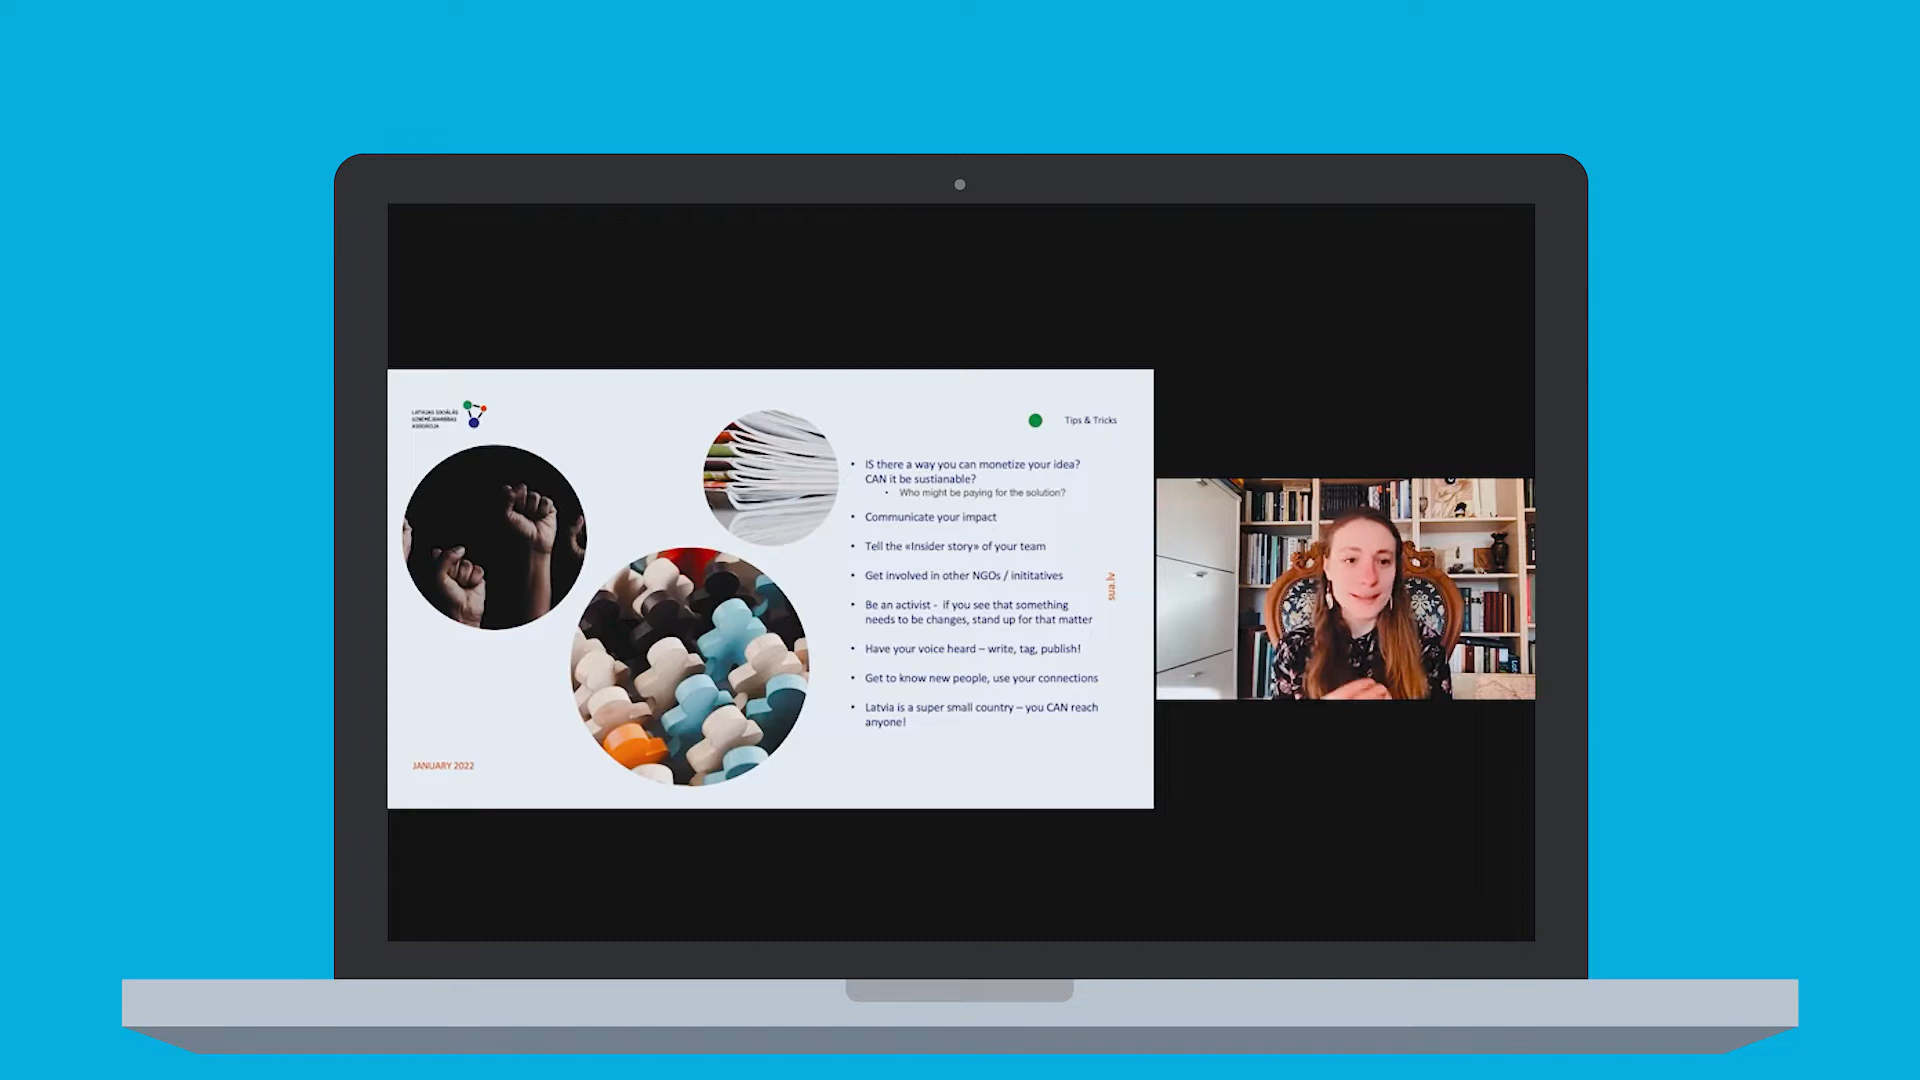 LATVIJAS SOCIĀLĀS
UZŅĒMĒJDARBĪBAS
ASOCIĀCIJA
Tips & Tricks
• IS there a way you can monetize your idea?
CAN it be sustianable?
• Who might be paying for the solution?
• Communicate your impact
• Tell the «Insider story» of your team
• Get involved in other NGOs / inititatives
• Be an activist - if you see that something
needs to be changes, stand up for that matter
• Have your voice heard – write, tag, publish!
• Get to know new people, use your connections
• Latvia is a super small country – you CAN reach
anyone!
sua.lv
JANUARY 2022